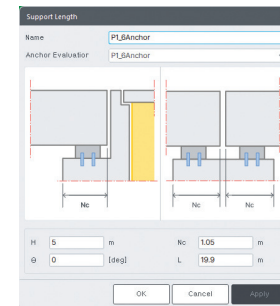 Support Length
Name P1_6Anchor
Anchor Evaluation P1_6Anchor
Nc Nc Nc
H 5 m Nc 1.05 m
Θ 0 [deg] L 19.9 m
OK Cancel Apply